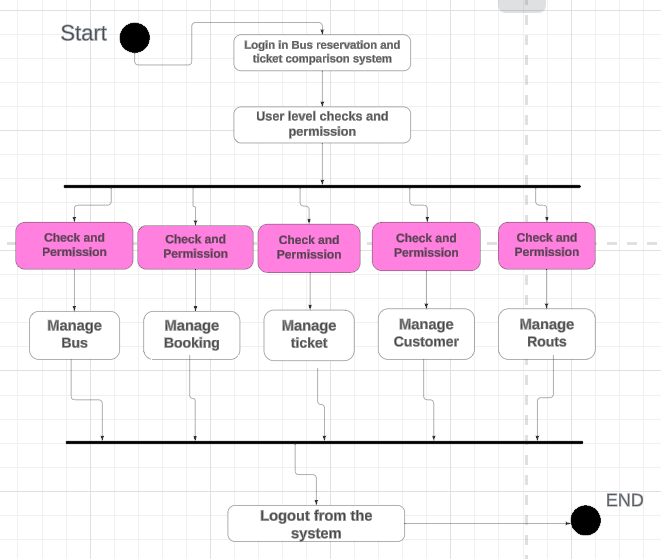 Start
Login in Bus reservation and
ticket comparison system
User level checks and
permission
Check and
Permission
Check and
Permission
Check and
Permission
Check and
Permission
Check and
Permission
Manage
Bus
Manage
Booking
Manage
ticket
Manage
Customer
Manage
Routs
Logout from the
system
END